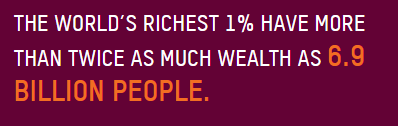 THE WORLD'S RICHEST 1% HAVE MORE
THAN TWICE AS MUCH WEALTH AS 6.9
BILLION PEOPLE.